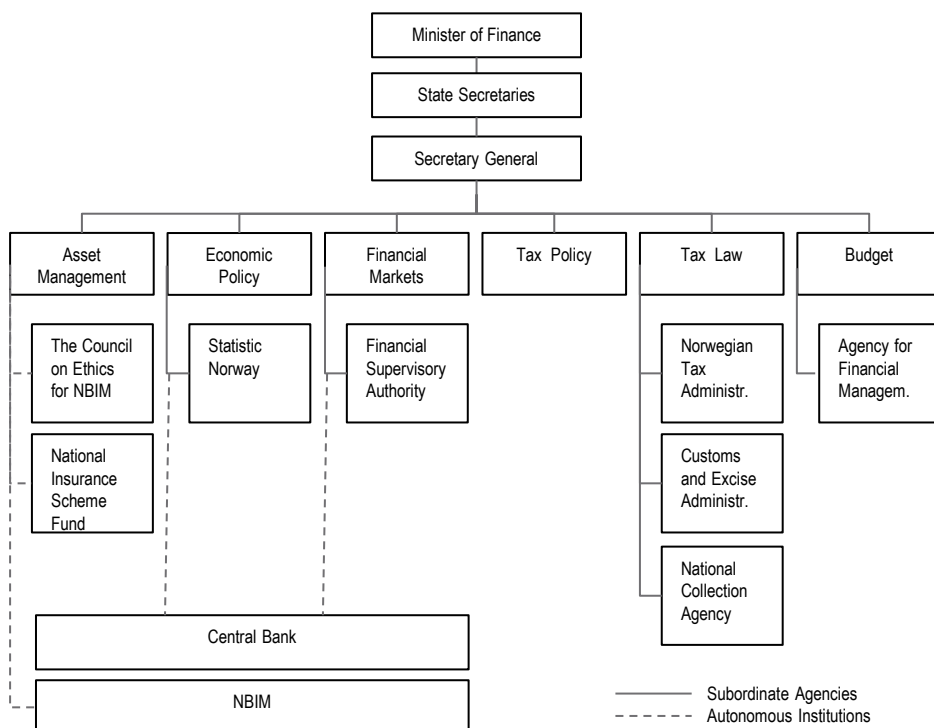 Minister of Finance
State Secretaries
Secretary General
Asset
Management
Economic
Policy
Financial
Markets
Tax Policy
Tax Law
Budget
The Council
on Ethics
for NBIM
Statistic
Norway
Financial
Supervisory
Authority
Norwegian
Tax
Administr.
Agency for
Financial
Managem.
National
Insurance
Scheme
Fund
Customs
and Excise
Administr.
National
Collection
Agency
Central Bank
NBIM
Subordinate Agencies
Autonomous Institutions